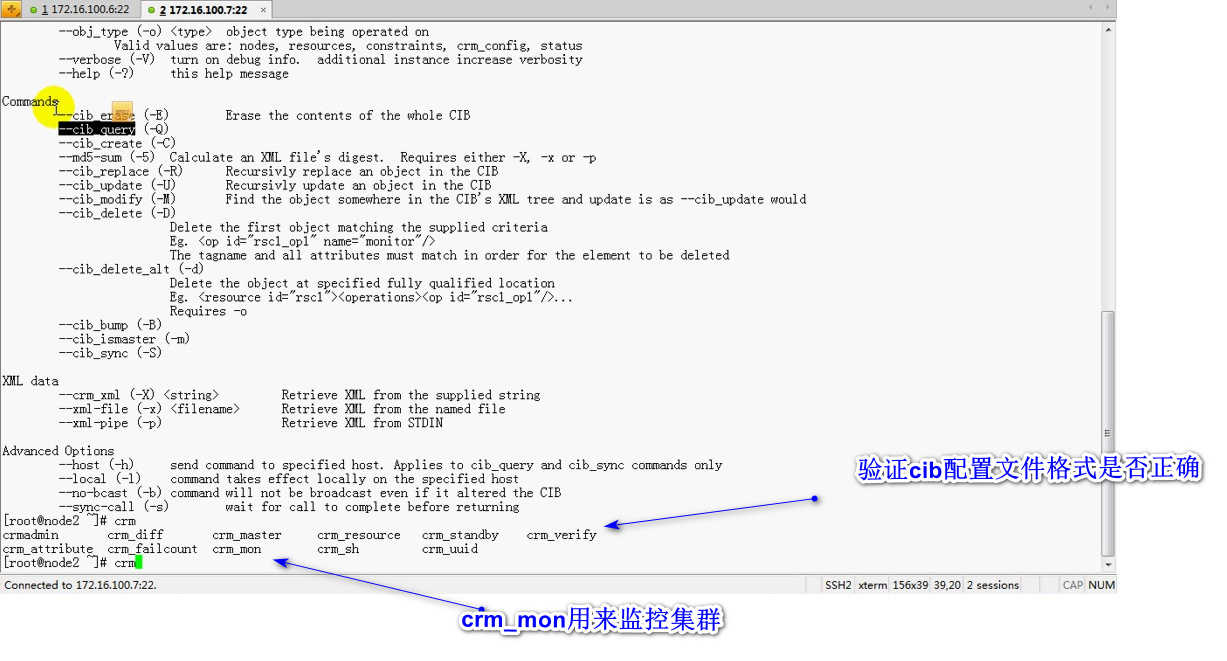 1 172.16.100.6:22 2 172.16.100.7:22 ×
--obj_type (-o) <type> object type being operated on
Valid values are: nodes, resources, constraints, crm_config, status
--verbose (-V) turn on debug info. additional instance increase verbosity
--help (-?) this help message
Commands
--cib_erase (-E) Erase the contents of the whole CIB
--cib_query (-Q)
--cib_create (-C)
--md5-sum (-5) Calculate an XML file's digest. Requires either -X, -x or -p
--cib_replace (-R) Recursivly replace an object in the CIB
--cib_update (-U) Recursivly update an object in the CIB
--cib_modify (-M) Find the object somewhere in the CIB's XML tree and update is as --cib_update would
--cib_delete (-D)
Delete the first object matching the supplied criteria
Eg. <op id="rsc1_op1" name="monitor"/>
The tagname and all attributes must match in order for the element to be deleted
--cib_delete_alt (-d)
Delete the object at specified fully qualified location
Eg. <resource id="rsc1"><operations><op id="rsc1_op1"/>...
Requires -o
--cib_bump (-B)
--cib_ismaster (-m)
--cib_sync (-S)
XML data
--crm_xml (-X) <string> Retrieve XML from the supplied string
--xml-file (-x) <filename> Retrieve XML from the named file
--xml-pipe (-p) Retrieve XML from STDIN
Advanced Options
--host (-h) send command to specified host. Applies to cib_query and cib_sync commands only
--local (-l) command takes effect locally on the specified host
验证cib配置文件格式是否正确
--no-bcast (-b) command will not be broadcast even if it altered the CIB
--sync-call (-s) wait for call to complete before returning
[root@node2 ~]# crm
crmadmin crm_diff crm_master crm_resource crm_standby crm_verify
crm_attribute crm_failcount crm_mon crm_sh crm_uuid
[root@node2 ~]# crm
Connected to 172.16.100.7:22. SSH2 xterm 156x39 39,20 2 sessions CAP NUM
crm_mon用来监控集群